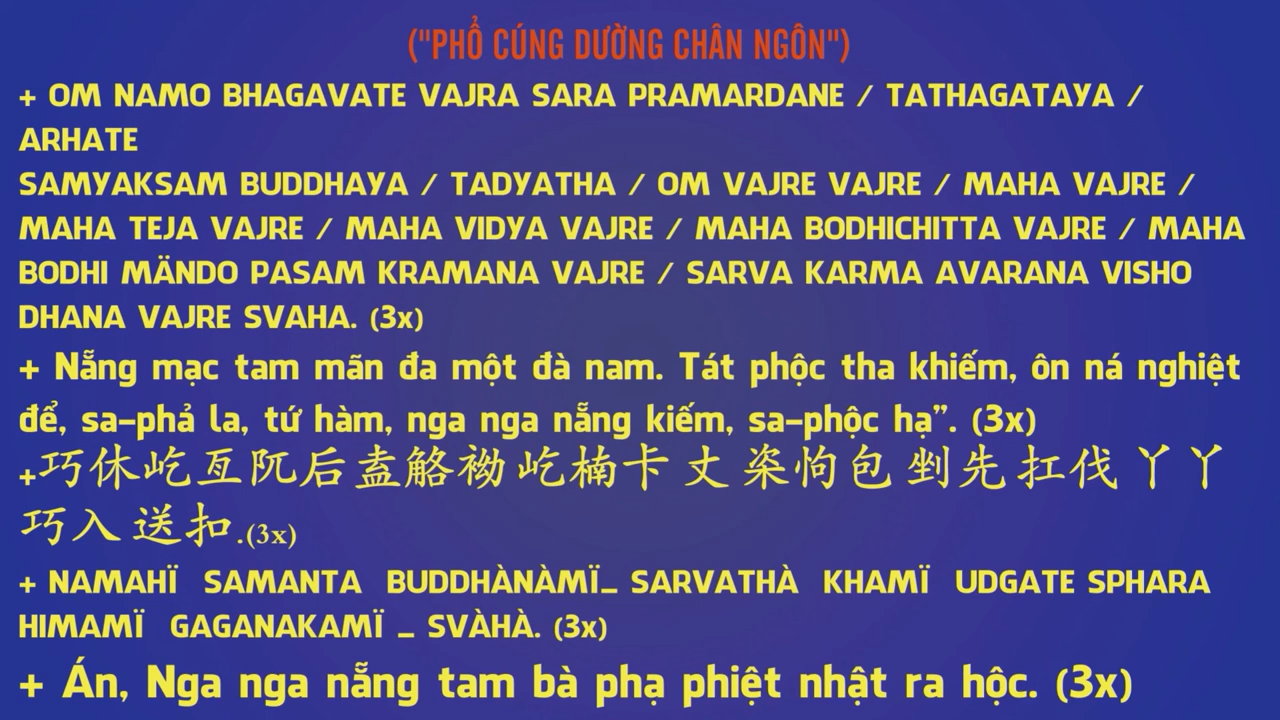 ("PHỔ CÚNG DƯỜNG CHÂN NGÔN")
+ OM NAMO BHAGAVATE VAJRA SARA PRAMARDANE / TATHAGATAYA /
ARHATE
SAMYAKSAM BUDDHAYA / TADYATHA / OM VAJRE VAJRE / MAHA VAJRE /
MAHA TEJA VAJRE / MAHA VIDYA VAJRE / MAHA BODHICHITTA VAJRE / MAHA
BODHI MÄNDO PASAM KRAMANA VAJRE / SARVA KARMA AVARANA VISHO
DHANA VAJRE SVAHA. (3x)
+ Nẵng mạc tam mãn đa một đà nam. Tát phộc tha khiếm, ôn ná nghiệt
để, sa-phả la, tứ hàm, nga nga nẵng kiếm, sa-phộc hạ”. (3x)
+巧休屹亙阢后盍觡袎 屹楠卡 丈 栥怐包 剉先 扛伐 丫丫
巧入 送扣.(3x)
+ NAMAHÏ SAMANTA BUDDHÀNÀMÏ_ SARVATHÀ KHAMÏ UDGATE SPHARA
HIMAMÏ GAGANAKAMÏ _ SVÀHÀ. (3x)
+ Án, Nga nga nẵng tam bà phạ phiệt nhật ra hộc. (3x)